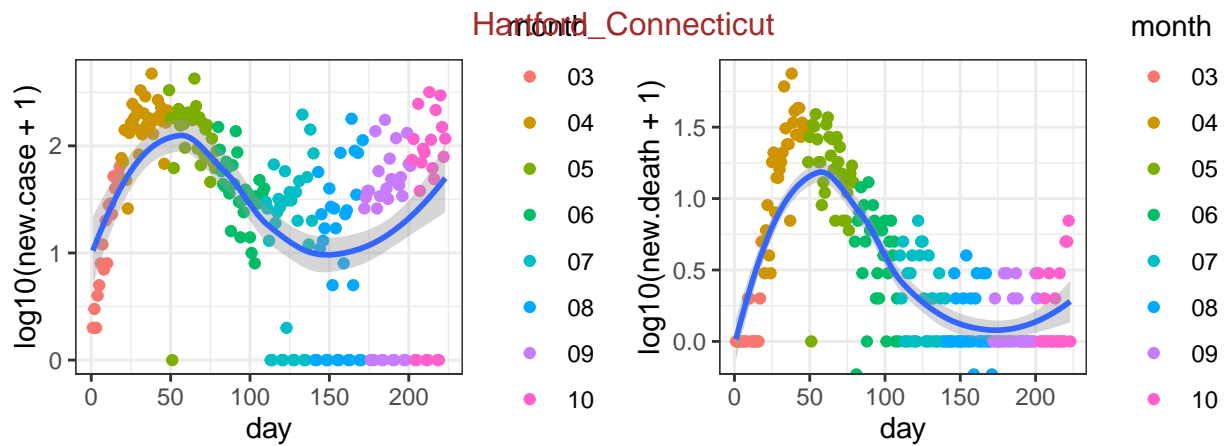 Hartford_Connecticut
month
03
04
05
06
07
08
09
10
log10(new.case + 1)
2
1
0
0 50 100 150 200
day
month
03
04
05
06
07
08
09
10
log10(new.death + 1)
1.5
1.0
0.5
0.0
0 50 100 150 200
day